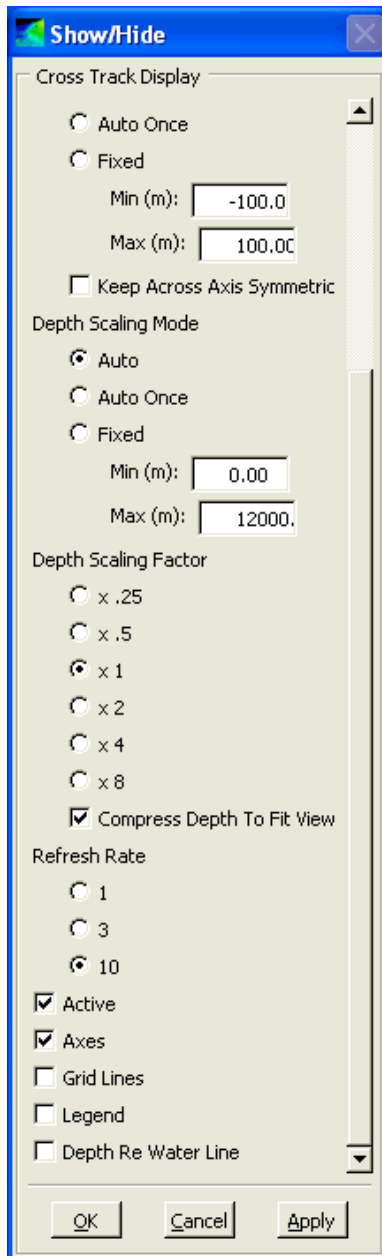 Show/Hide
Cross Track Display
Auto Once
Fixed
Min (m): -100.0
Max (m): 100.00
Keep Across Axis Symmetric
Depth Scaling Mode
Auto
Auto Once
Fixed
Min (m): 0.00
Max (m): 12000.
Depth Scaling Factor
x .25
x .5
x 1
x 2
x 4
x 8
Compress Depth To Fit View
Refresh Rate
1
3
10
Active
Axes
Grid Lines
Legend
Depth Re Water Line
OK Cancel Apply